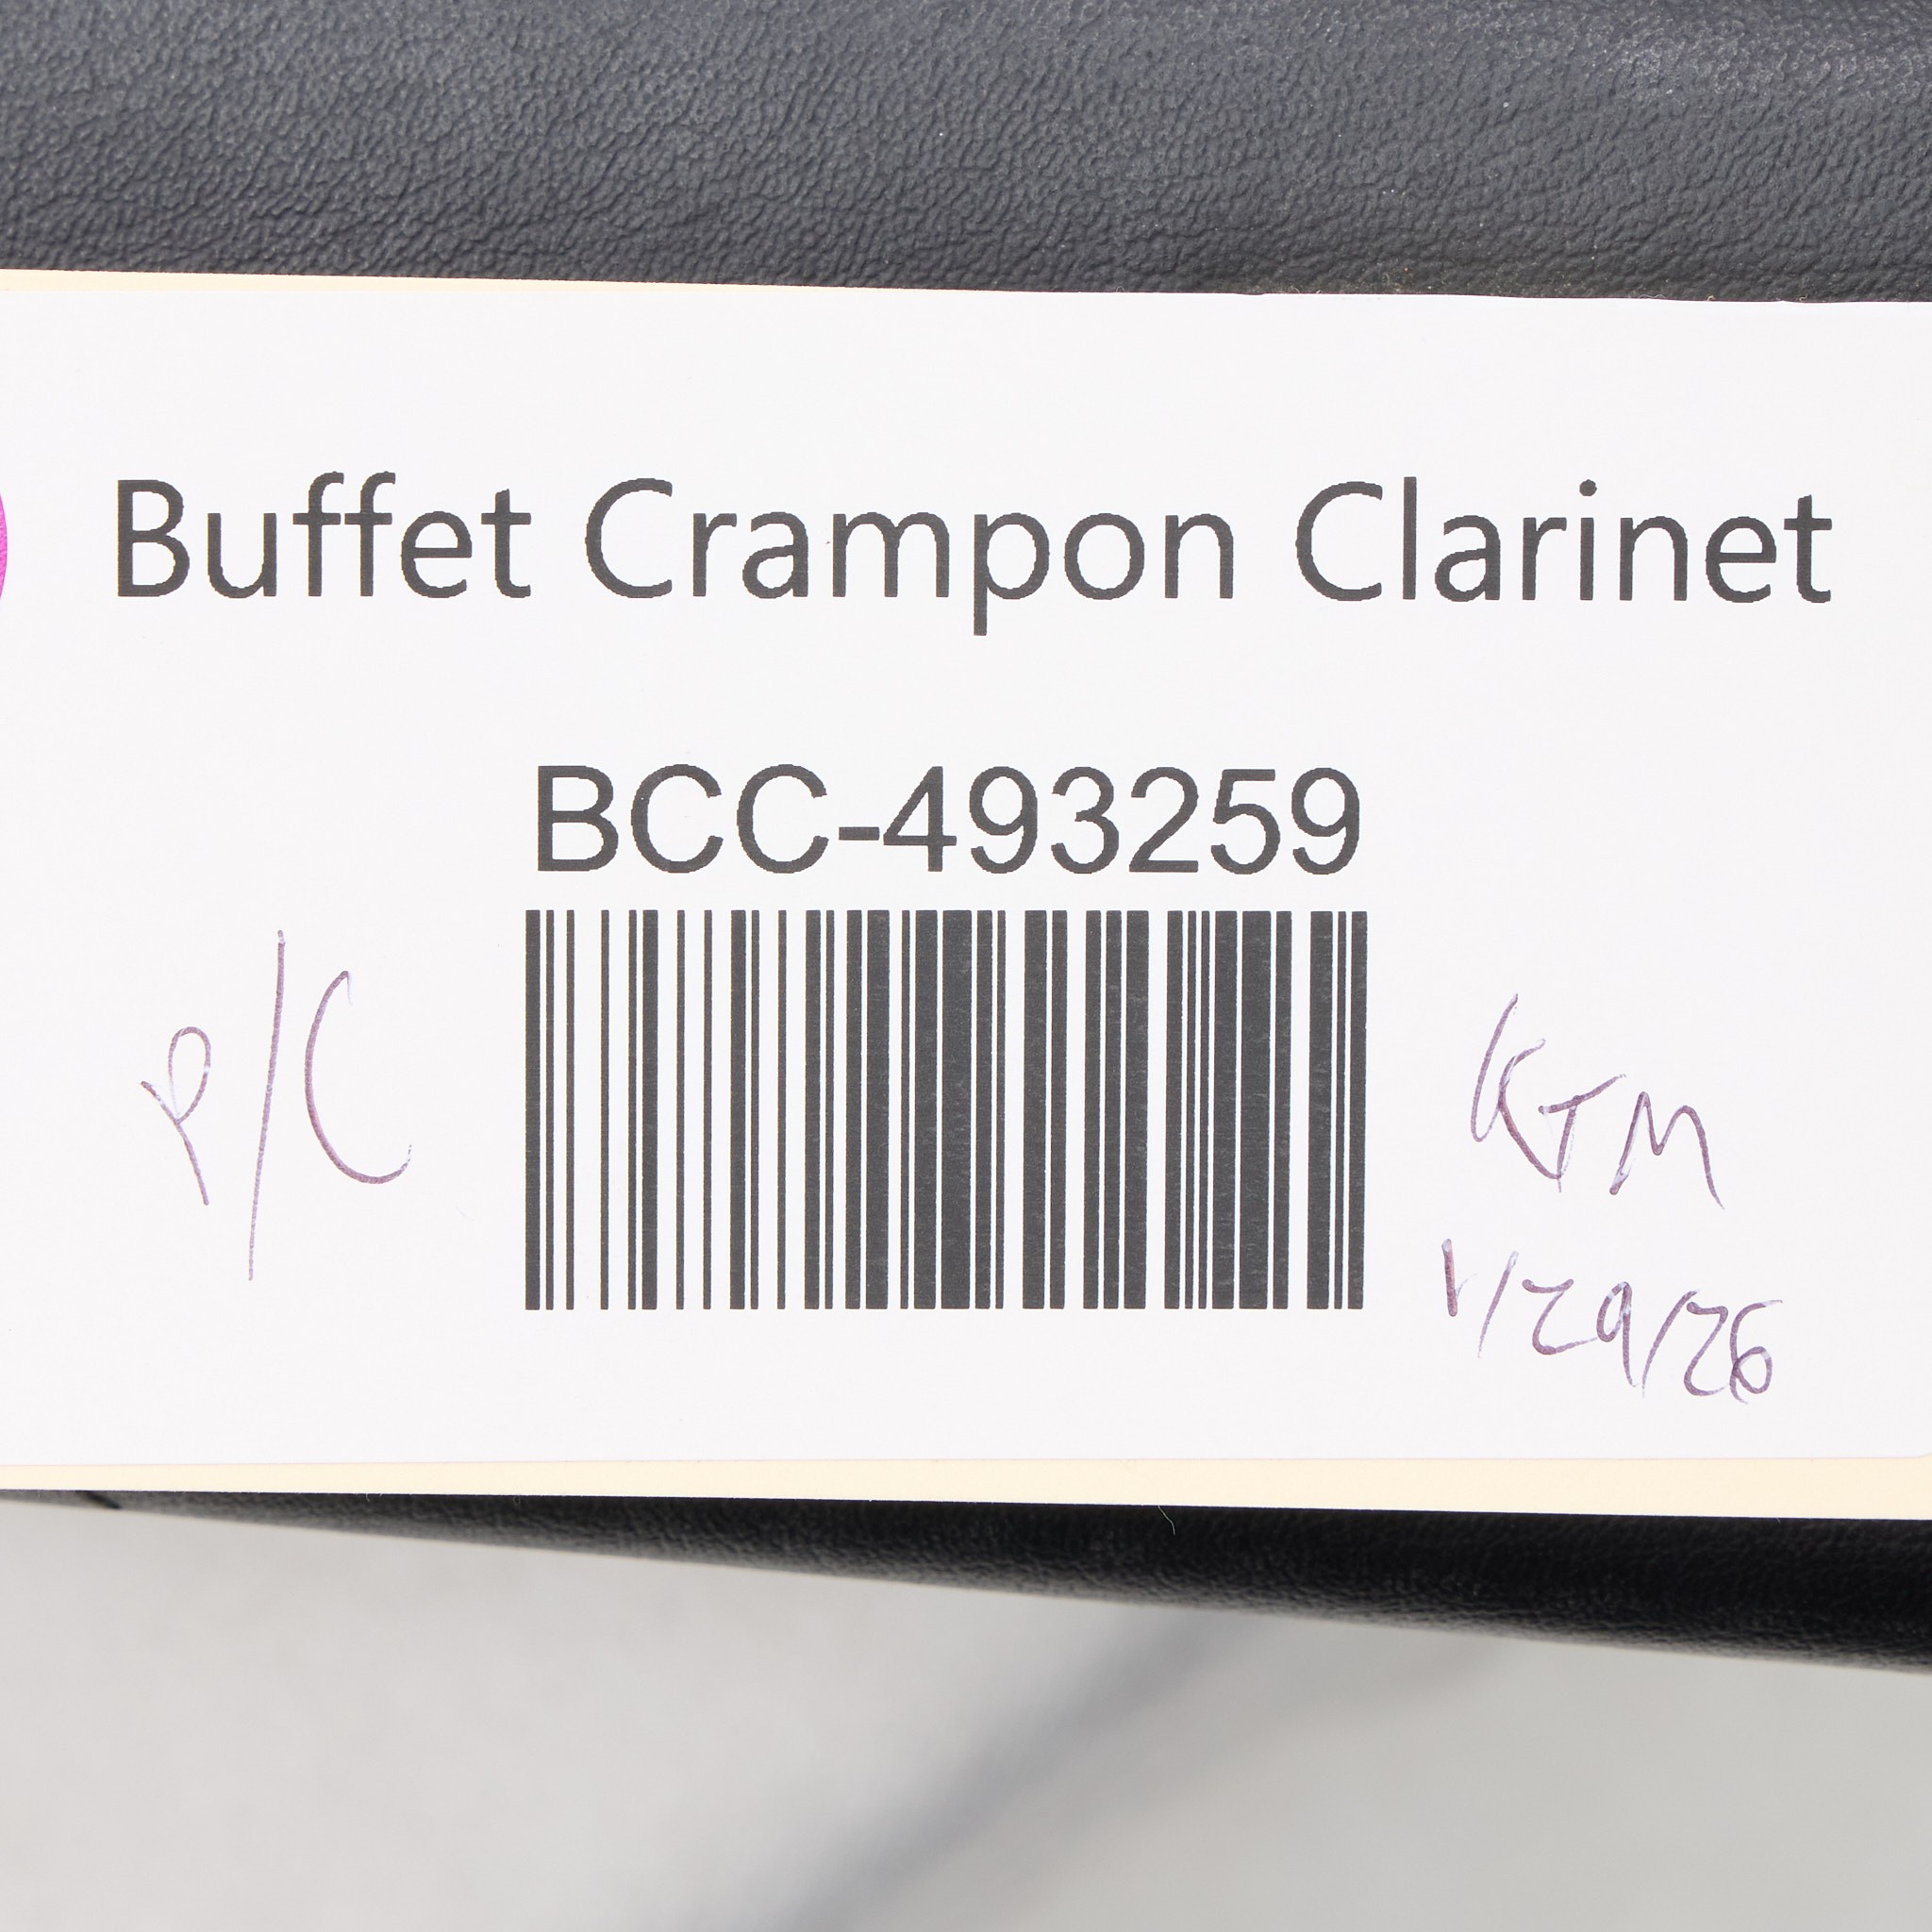 Buffet Crampon Clarinet
BCC-493259
P/C
KJM
1/29/26